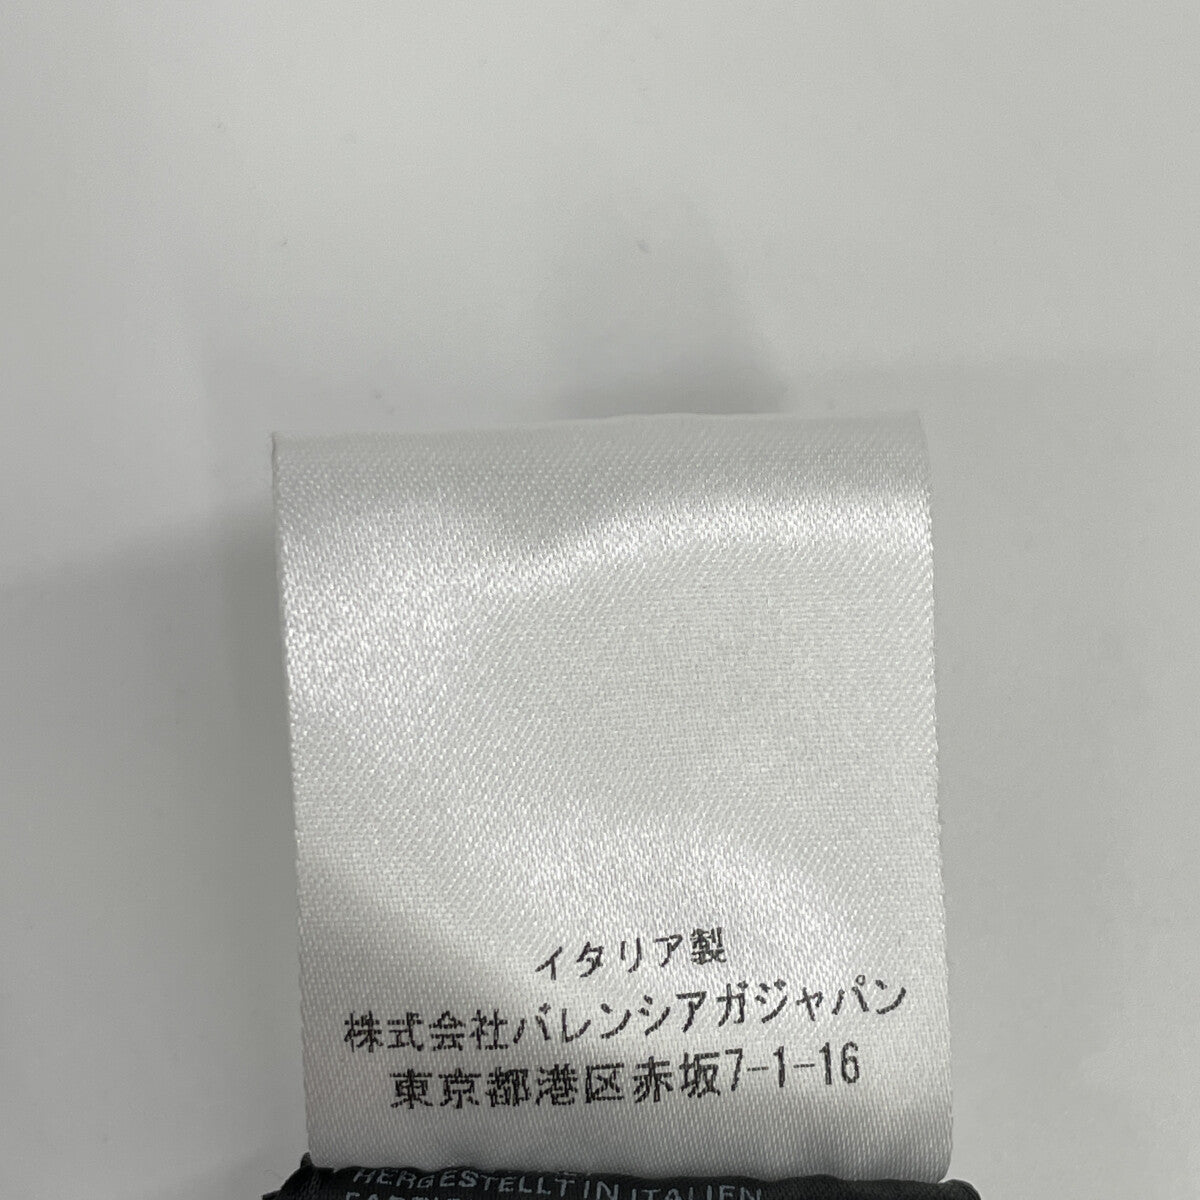 イタリア製
株式会社バレンシアガジャパン
東京都港区赤坂7-1-16
HERGESTELLT IN ITALIEN